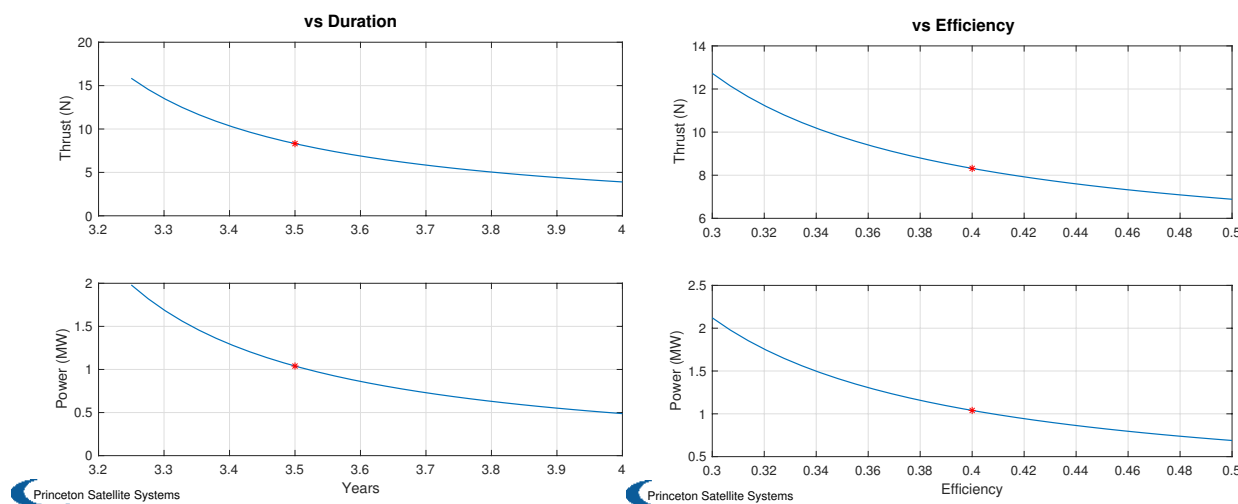 vs Duration
20
15
10
5
0
Thrust (N)
3.2 3.3 3.4 3.5 3.6 3.7 3.8 3.9 4
2
1.5
1
0.5
0
Power (MW)
3.2 3.3 3.4 3.5 3.6 3.7 3.8 3.9 4
Years
Princeton Satellite Systems
vs Efficiency
14
12
10
8
6
Thrust (N)
0.3 0.32 0.34 0.36 0.38 0.4 0.42 0.44 0.46 0.48 0.5
2.5
2
1.5
1
0.5
Power (MW)
0.3 0.32 0.34 0.36 0.38 0.4 0.42 0.44 0.46 0.48 0.5
Efficiency
Princeton Satellite Systems